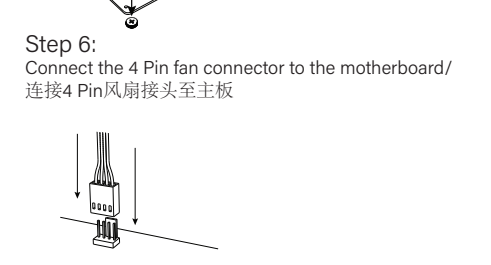 Step 6:
Connect the 4 Pin fan connector to the motherboard/
连接4 Pin风扇接头至主板